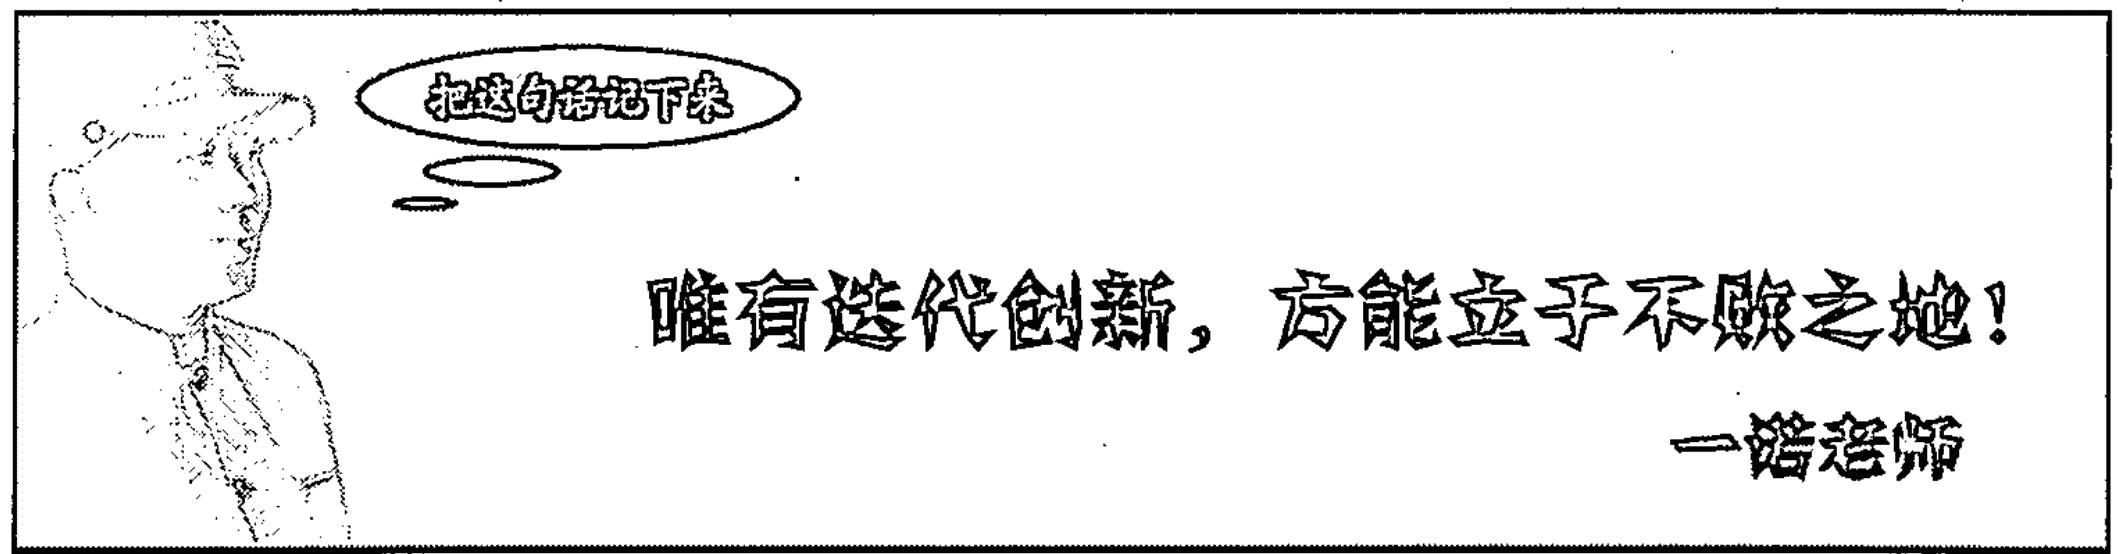 把这句话记下来
唯有迭代创新，方能立于不败之地！
一诺老师